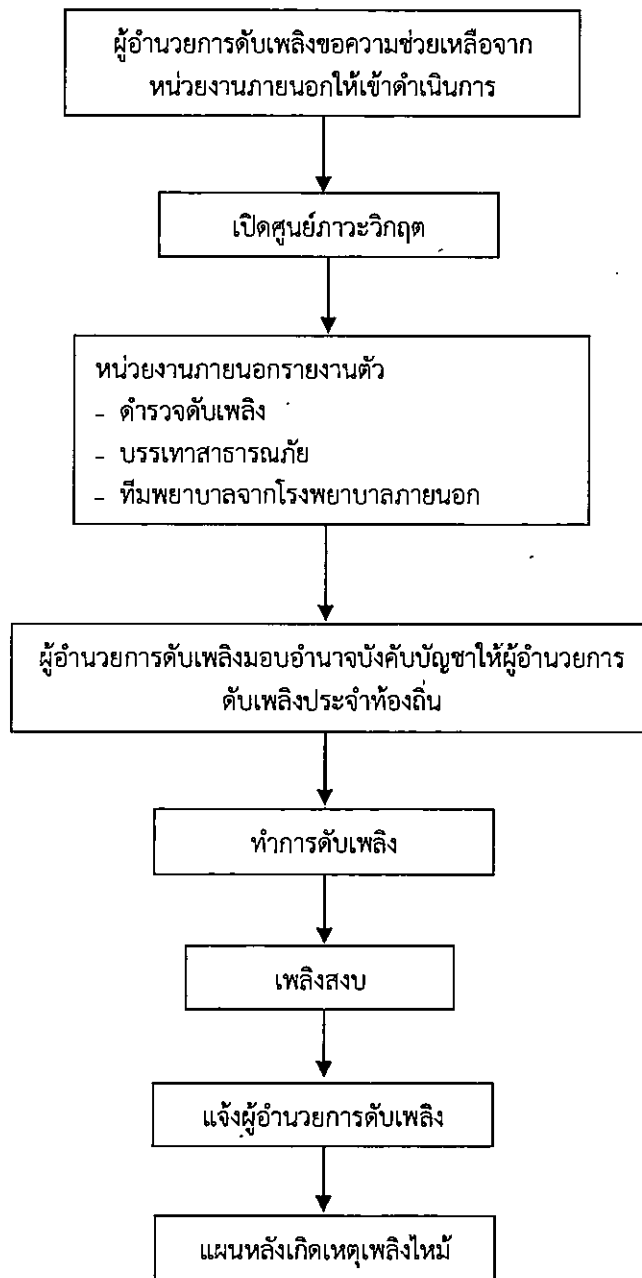 ผู้อำนวยการดับเพลิงขอความช่วยเหลือจาก
หน่วยงานภายนอกให้เข้าดำเนินการ
เปิดศูนย์ภาวะวิกฤต
หน่วยงานภายนอกรายงานตัว
- ตำรวจดับเพลิง
- บรรเทาสาธารณภัย
- ทีมพยาบาลจากโรงพยาบาลภายนอก
ผู้อำนวยการดับเพลิงมอบอำนาจบังคับบัญชาให้ผู้อำนวยการ
ดับเพลิงประจำท้องถิ่น
ทำการดับเพลิง
เพลิงสงบ
แจ้งผู้อำนวยการดับเพลิง
แผนหลังเกิดเหตุเพลิงไหม้